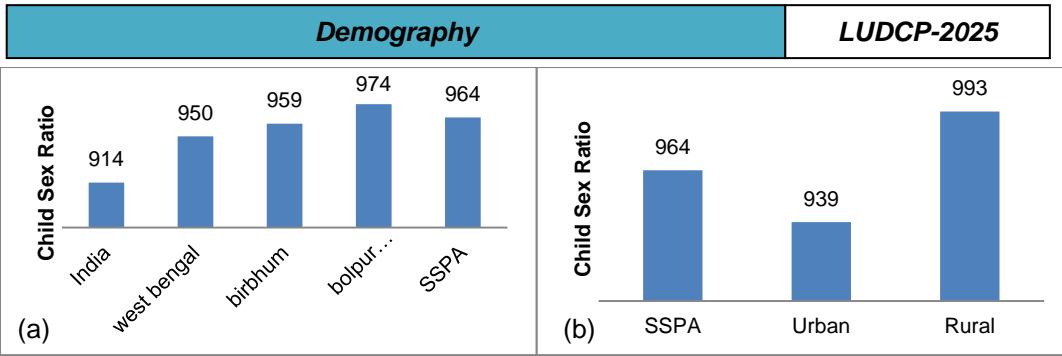 Demography
LUDCP-2025
Child Sex Ratio
914
950
959
974
964
India
west bengal
birbhum
bolpur…
SSPA
(a)
Child Sex Ratio
964
939
993
SSPA
Urban
Rural
(b)